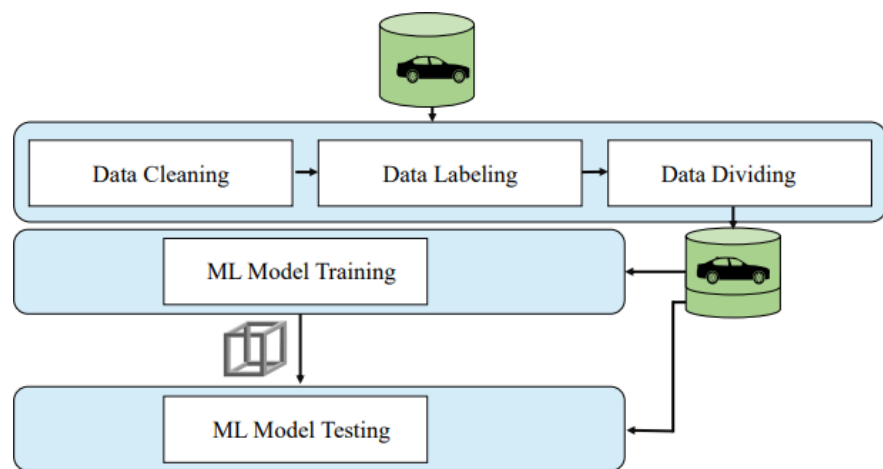 Data Cleaning
Data Labeling
Data Dividing
ML Model Training
ML Model Testing